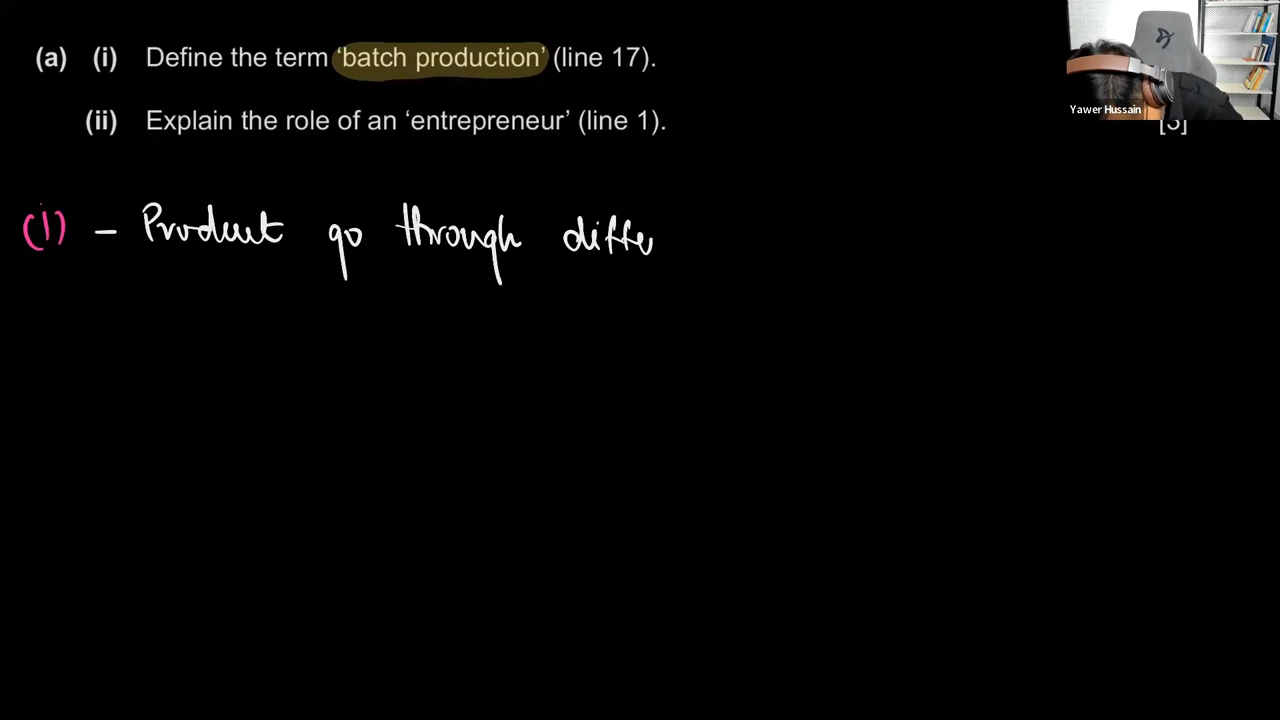 (a) (i) Define the term ‘batch production’ (line 17).
Yawer Hussain
(ii) Explain the role of an ‘entrepreneur’ (line 1).
(1) – Product go through diffe